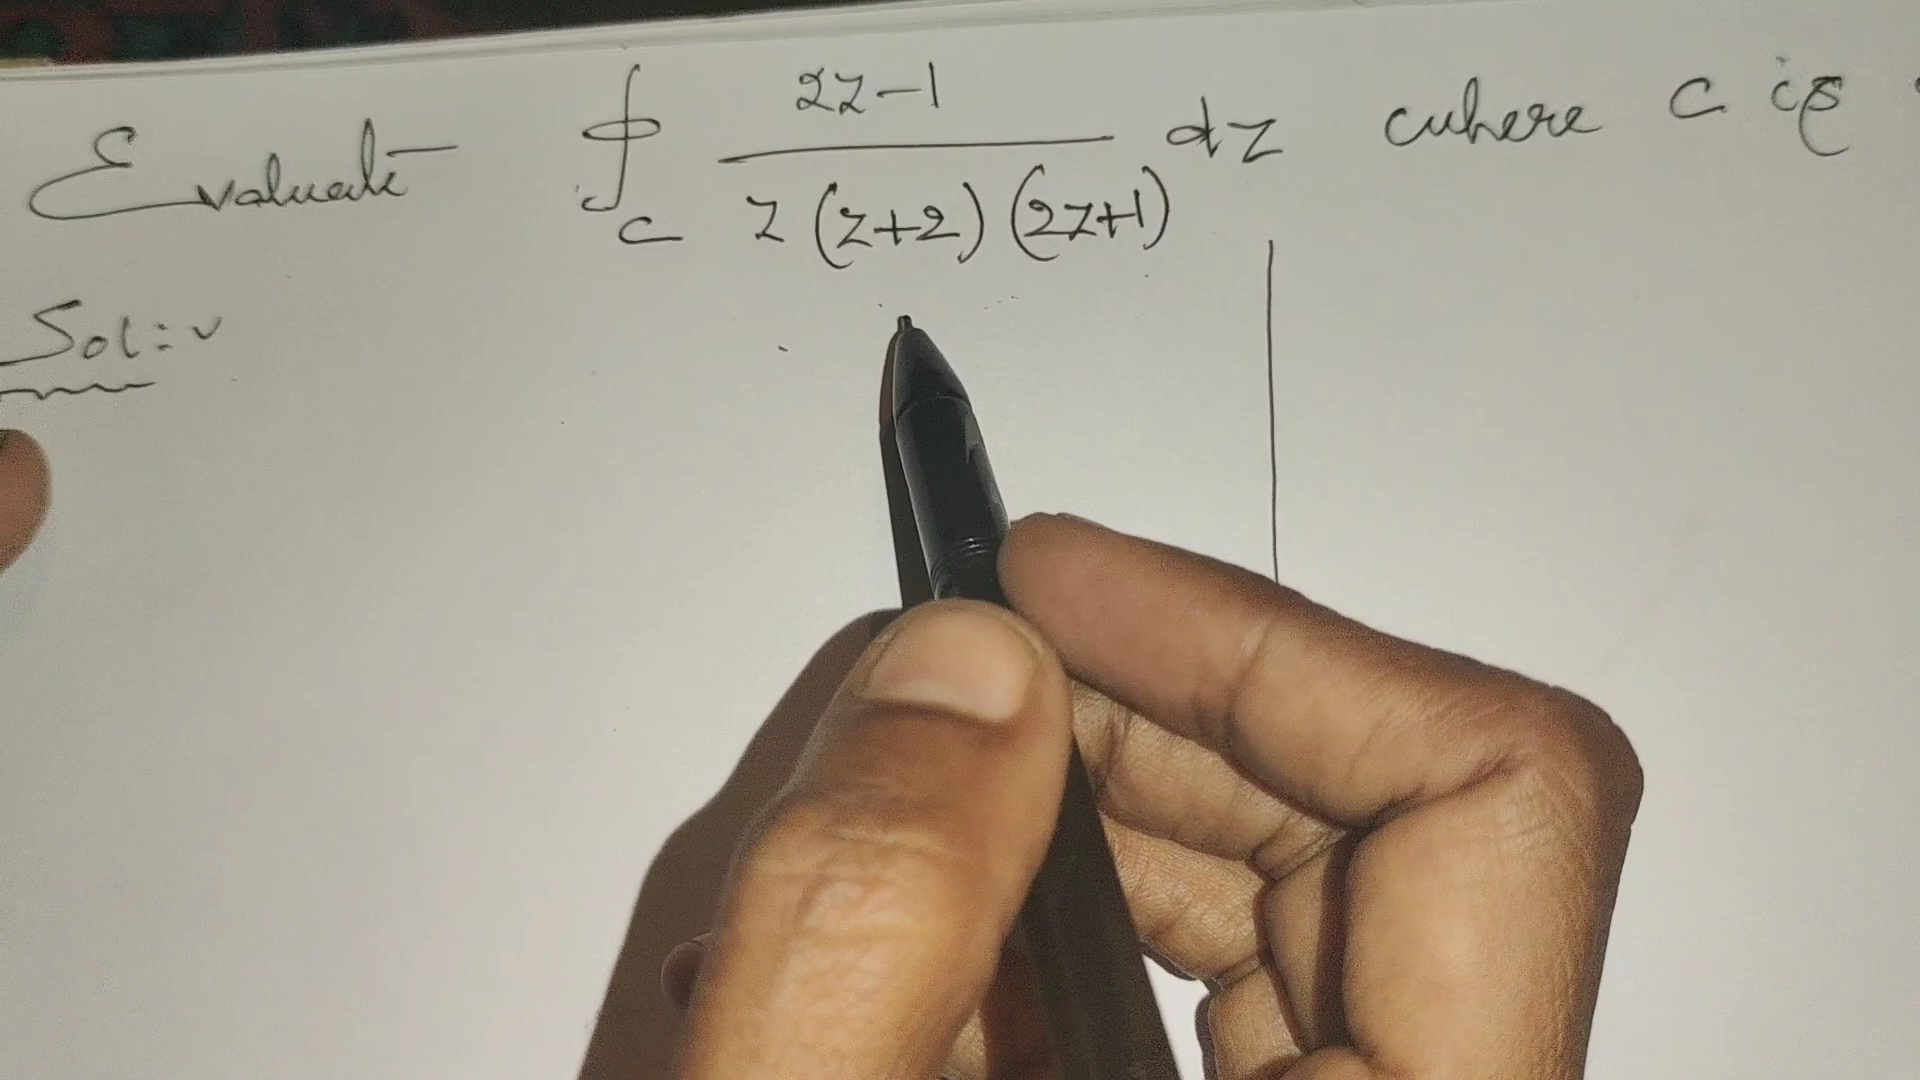 Evaluate ∮_C (2z-1)/(z(z+2)(2z+1)) dz where C is
Sol:-